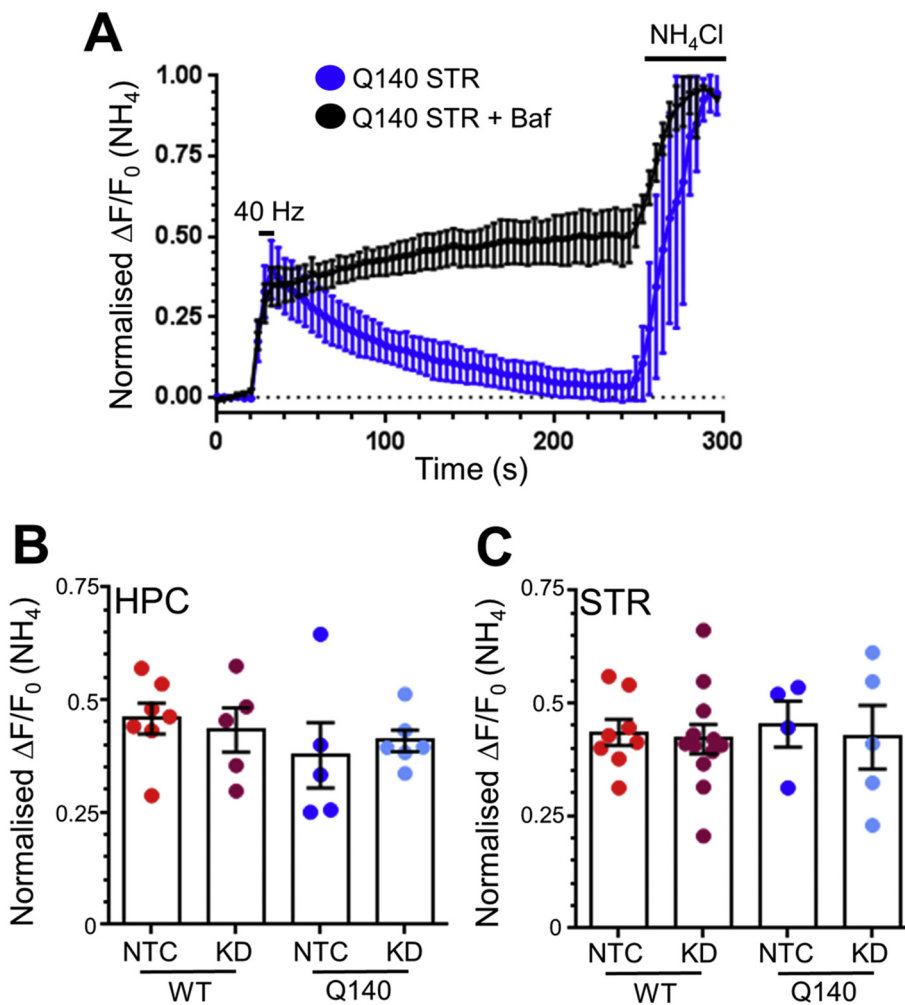 A
NH₄Cl
Q140 STR
Q140 STR + Baf
40 Hz
Normalised ΔF/F₀ (NH₄)
1.00
0.75
0.50
0.25
0.00
0 100 200 300
Time (s)
B
HPC
Normalised ΔF/F₀ (NH₄)
0.75
0.5
0.25
0
NTC KD NTC KD
WT Q140
C
STR
Normalised ΔF/F₀ (NH₄)
0.75
0.5
0.25
0
NTC KD NTC KD
WT Q140